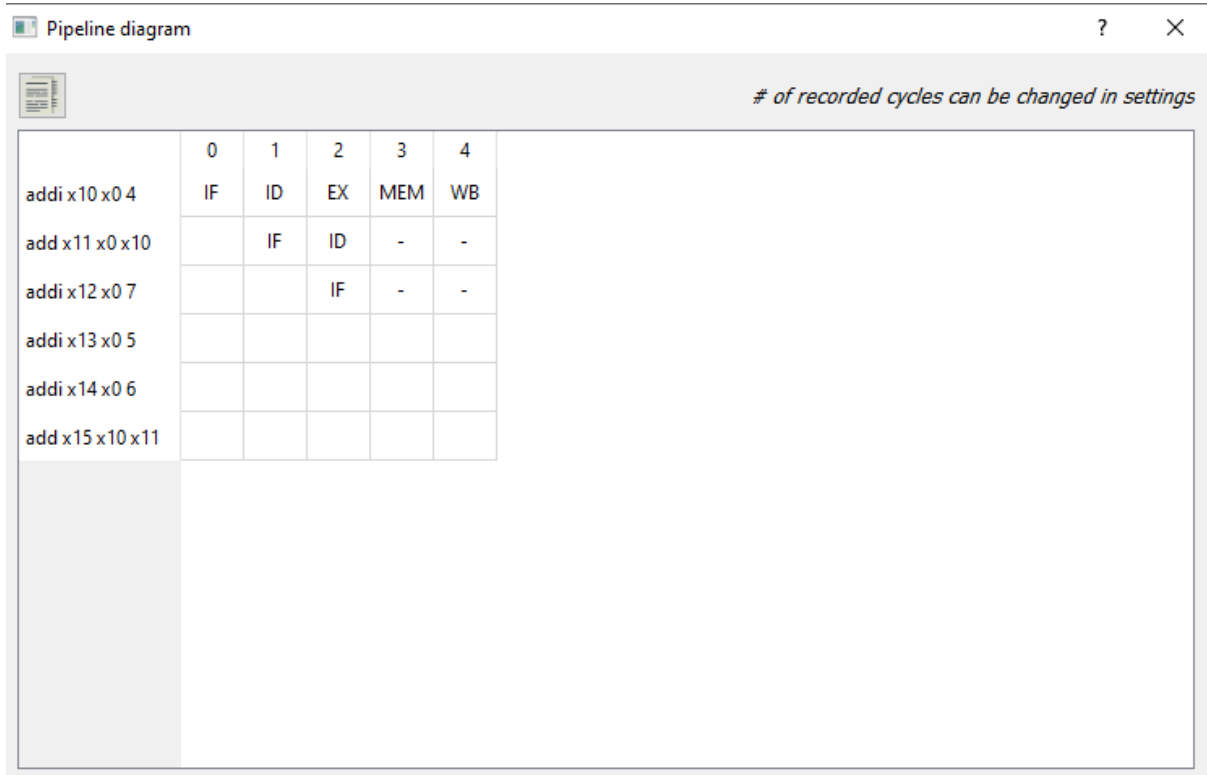 Pipeline diagram ? ×
# of recorded cycles can be changed in settings
0 1 2 3 4
addi x10 x0 4 IF ID EX MEM WB
add x11 x0 x10 IF ID - -
addi x12 x0 7 IF - -
addi x13 x0 5
addi x14 x0 6
add x15 x10 x11